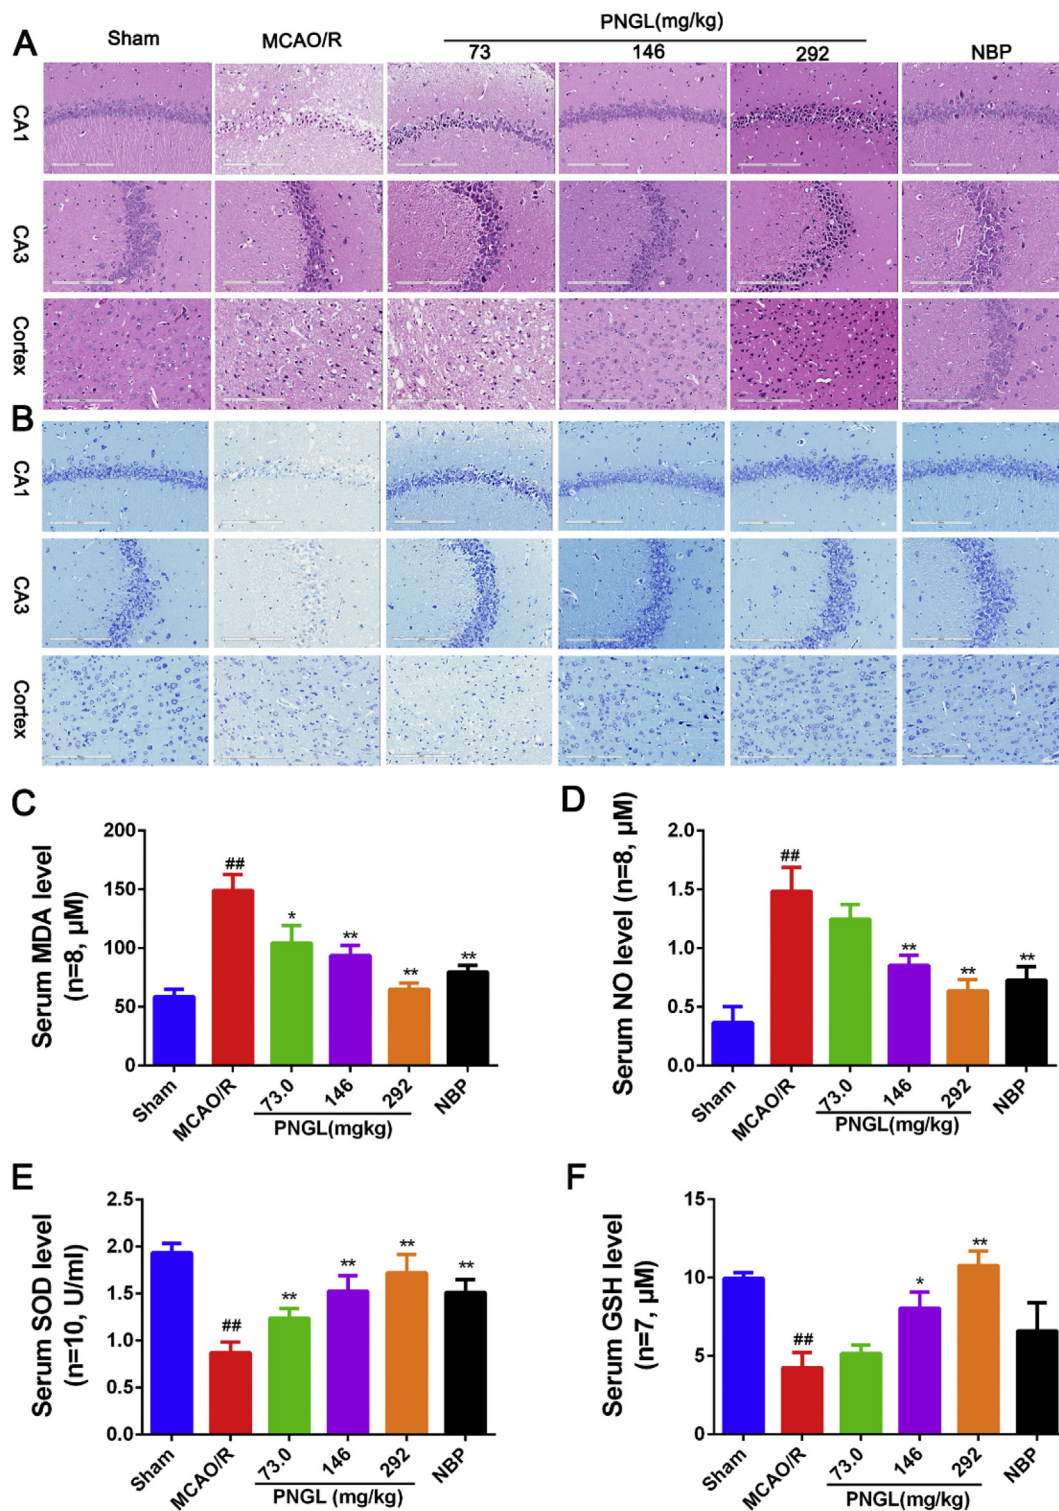 A
Sham
MCAO/R
PNGL(mg/kg)
73
146
292
NBP
CA1
CA3
Cortex
B
CA1
CA3
Cortex
C
Serum MDA level
(n=8, μM)
200
150
100
50
0
##
*
**
**
**
Sham
MCAO/R
73.0
146
292
NBP
PNGL(mgkg)
D
Serum NO level (n=8, μM)
2.0
1.5
1.0
0.5
0.0
##
**
**
**
Sham
MCAO/R
73.0
146
292
NBP
PNGL(mg/kg)
E
Serum SOD level
(n=10, U/ml)
2.5
2.0
1.5
1.0
0.5
0.0
##
**
**
**
**
Sham
MCAO/R
73.0
146
292
NBP
PNGL (mg/kg)
F
Serum GSH level
(n=7, μM)
15
10
5
0
##
*
**
Sham
MCAO/R
73.0
146
292
NBP
PNGL (mg/kg)